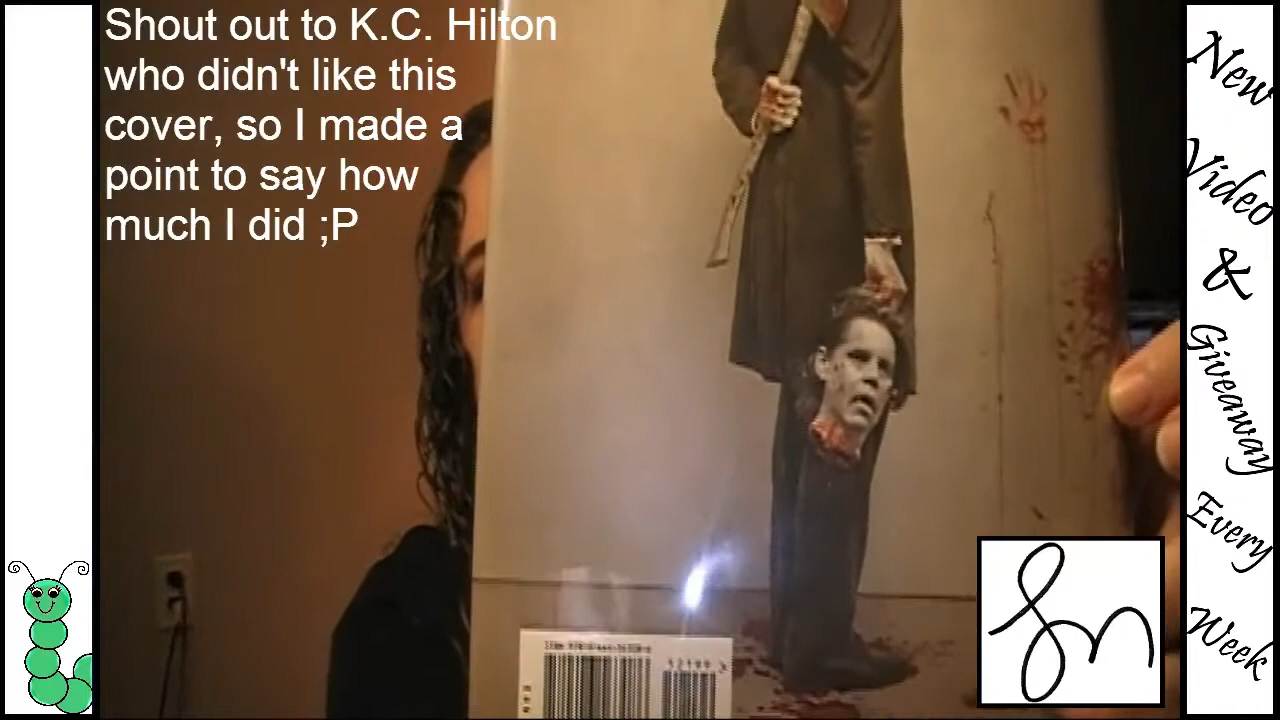 Shout out to K.C. Hilton
who didn't like this
cover, so I made a
point to say how
much I did ;P
New
Video
&
Giveaway
Every
Week